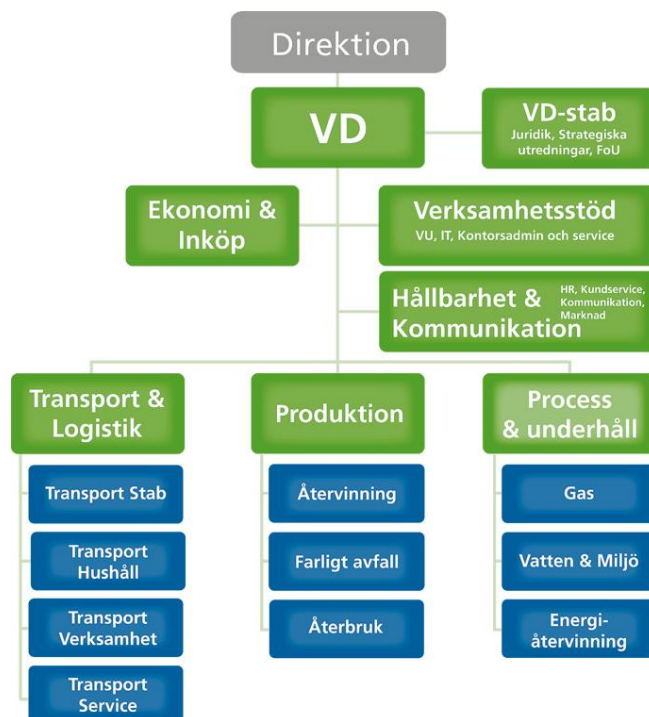 Direktion
VD
VD-stab
Juridik, Strategiska
utredningar, FoU
Ekonomi &
Inköp
Verksamhetsstöd
VU, IT, Kontorsadmin och service
Hållbarhet &
Kommunikation
HR, Kundservice,
Kommunikation,
Marknad
Transport &
Logistik
Transport Stab
Transport
Hushåll
Transport
Verksamhet
Transport
Service
Produktion
Återvinning
Farligt avfall
Återbruk
Process
& underhåll
Gas
Vatten & Miljö
Energi-
återvinning